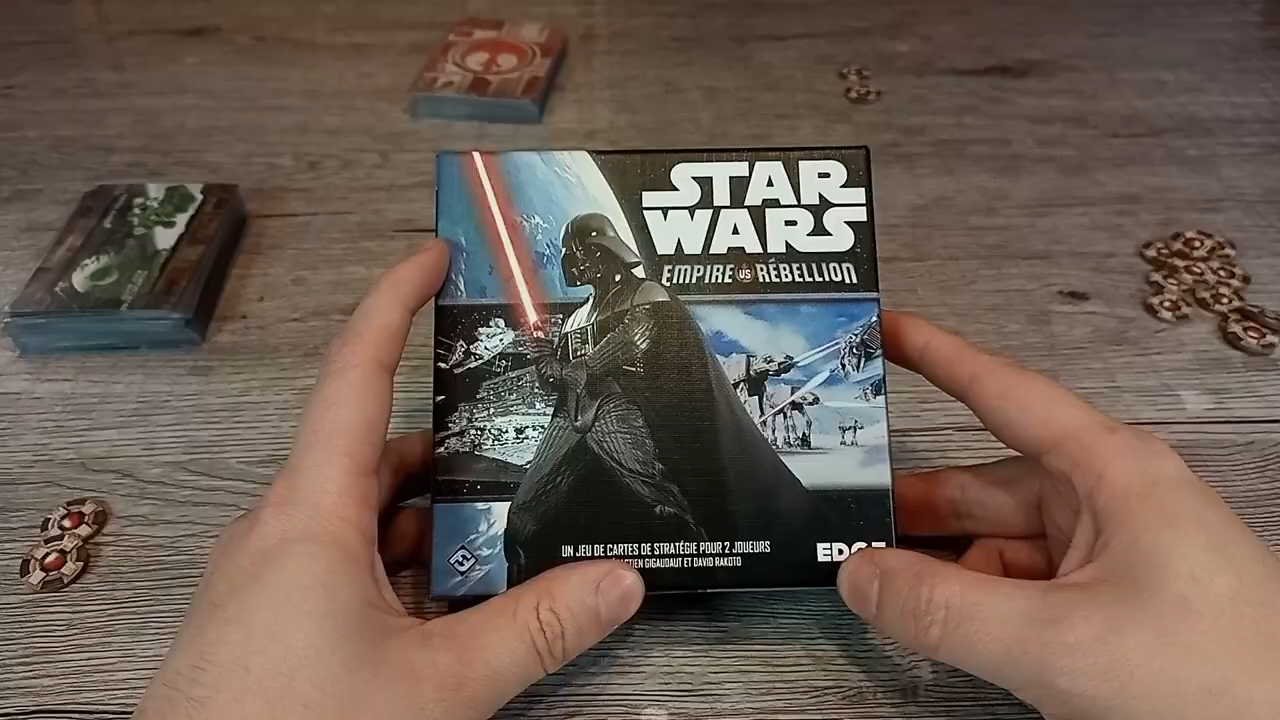 STAR
WARS
EMPIRE VS RÉBELLION
UN JEU DE CARTES DE STRATÉGIE POUR 2 JOUEURS
GIGAUDAUT ET DAVID RAKOTO